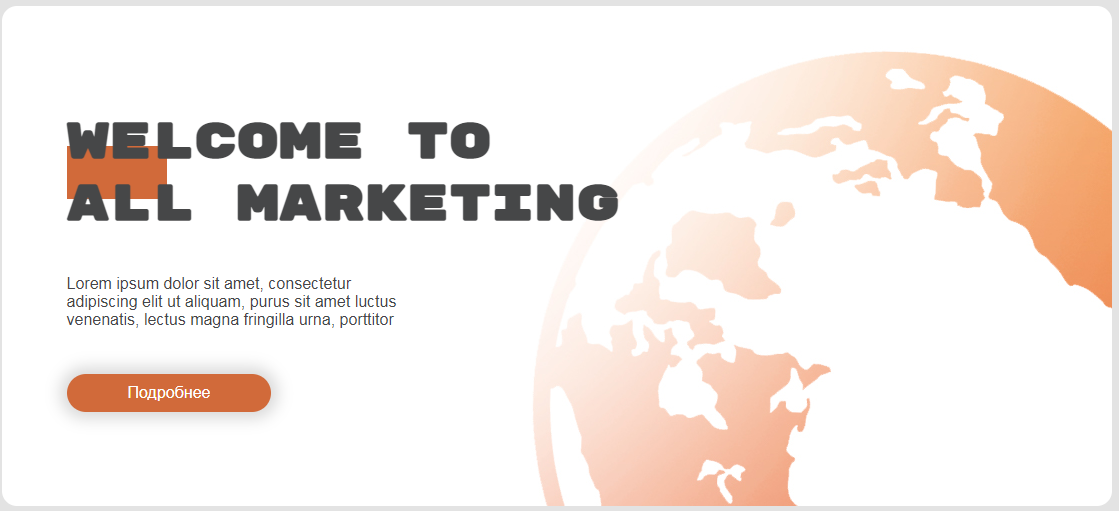 WELCOME TO
ALL MARKETING
Lorem ipsum dolor sit amet, consectetur
adipiscing elit ut aliquam, purus sit amet luctus
venenatis, lectus magna fringilla urna, porttitor
Подробнее